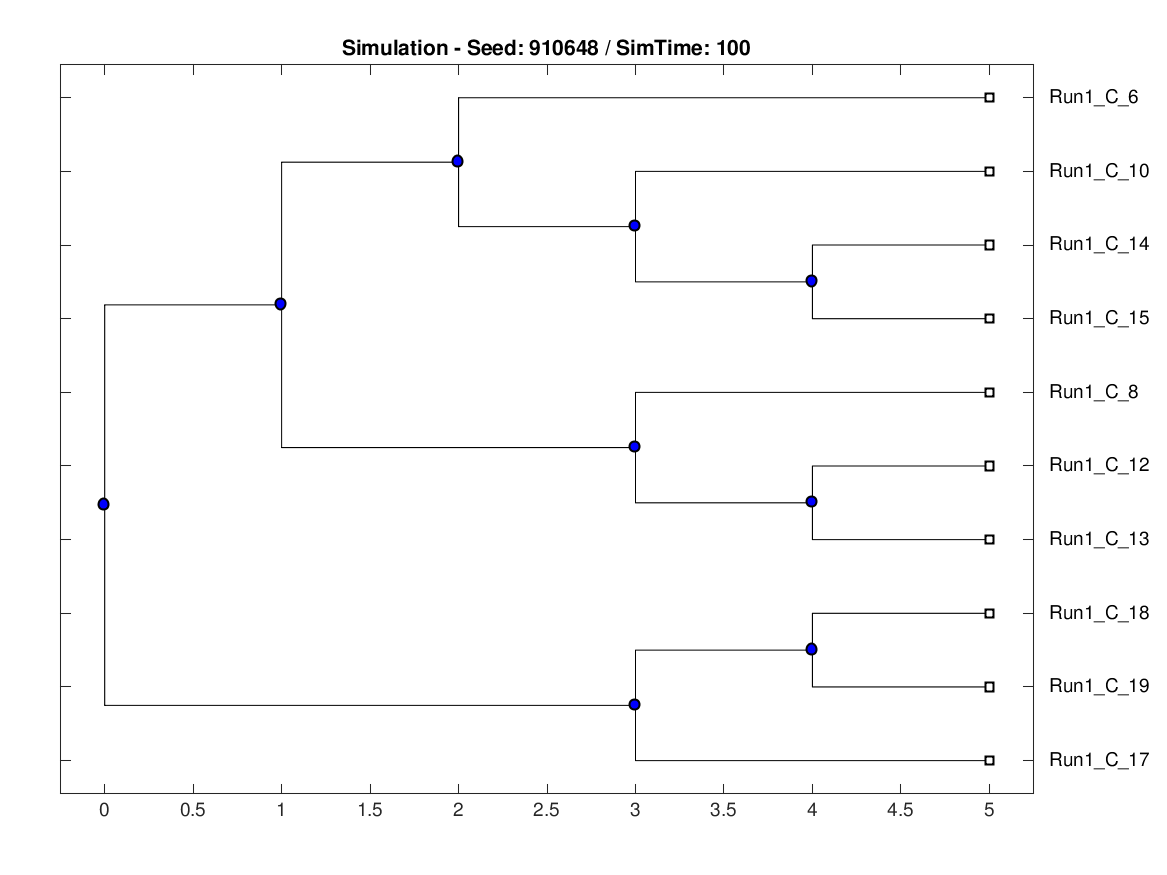 Simulation - Seed: 910648 / SimTime: 100
Run1_C_6
Run1_C_10
Run1_C_14
Run1_C_15
Run1_C_8
Run1_C_12
Run1_C_13
Run1_C_18
Run1_C_19
Run1_C_17
0 0.5 1 1.5 2 2.5 3 3.5 4 4.5 5